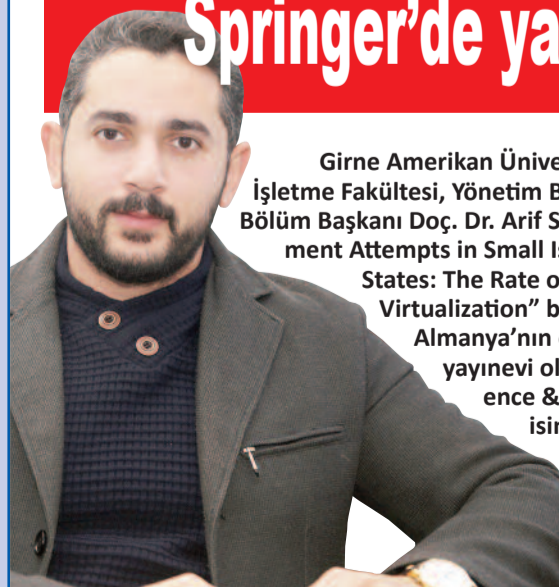 Springer’de ya
Girne Amerikan Ünive
İşletme Fakültesi, Yönetim B
Bölüm Başkanı Doç. Dr. Arif S
ment Attempts in Small Is
States: The Rate o
Virtualization” b
Almanya’nın
yayınevi ol
ence &
isi